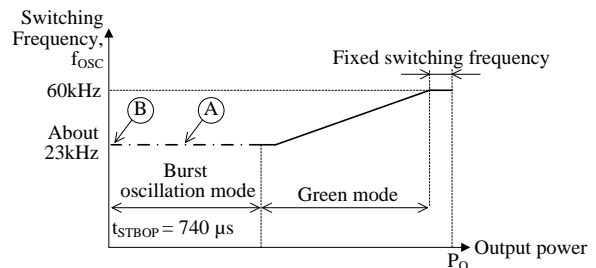 Switching
Frequency,
fOSC
Fixed switching
frequency
60kHz
B
A
About
23kHz
Burst
oscillation mode
Green mode
tSTBOP = 740 µs
Output power
PO